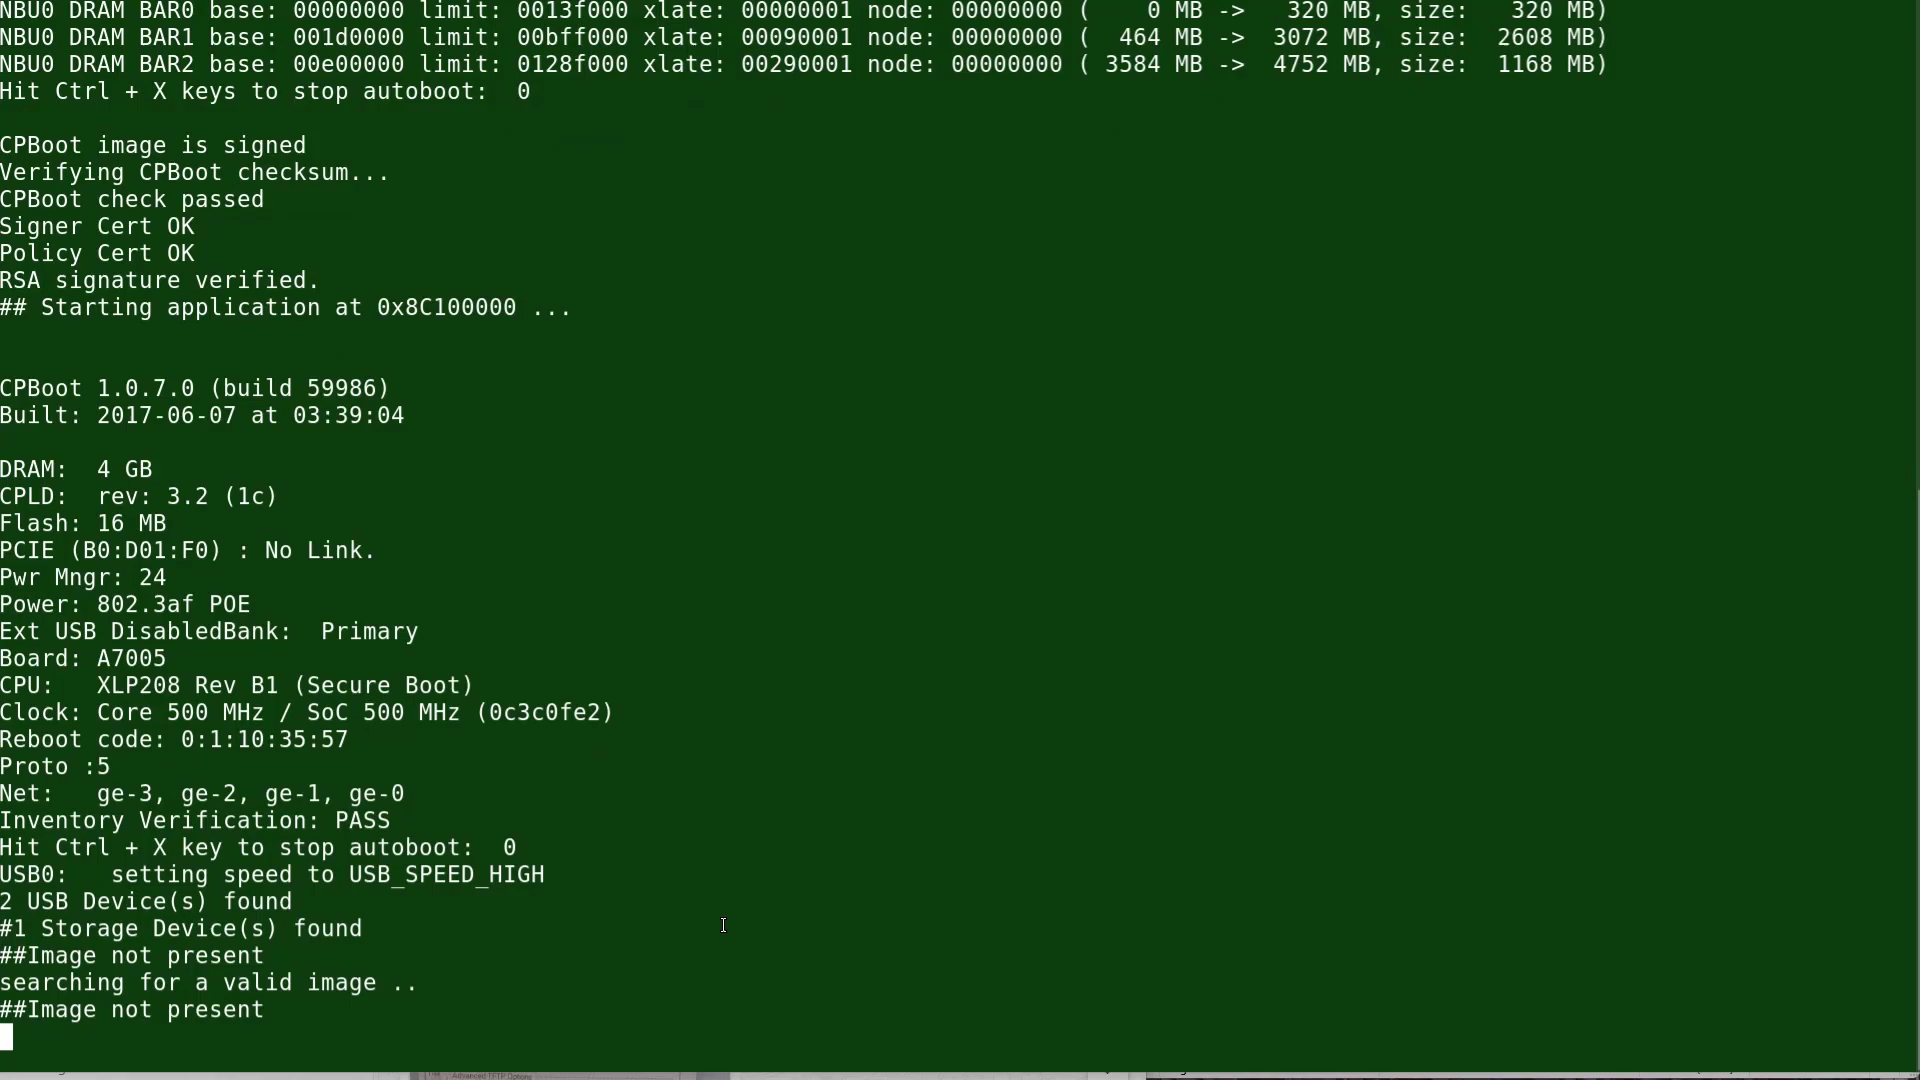 NBU0 DRAM BAR0 base: 00000000 limit: 0013f000 xlate: 00000001 node: 00000000 (    0 MB ->   320 MB, size:   320 MB)
NBU0 DRAM BAR1 base: 001d0000 limit: 00bff000 xlate: 00090001 node: 00000000 (  464 MB ->  3072 MB, size:  2608 MB)
NBU0 DRAM BAR2 base: 00e00000 limit: 0128f000 xlate: 00290001 node: 00000000 ( 3584 MB ->  4752 MB, size:  1168 MB)
Hit Ctrl + X keys to stop autoboot:  0
CPBoot image is signed
Verifying CPBoot checksum...
CPBoot check passed
Signer Cert OK
Policy Cert OK
RSA signature verified.
## Starting application at 0x8C100000 ...
CPBoot 1.0.7.0 (build 59986)
Built: 2017-06-07 at 03:39:04
DRAM:  4 GB
CPLD:  rev: 3.2 (1c)
Flash: 16 MB
PCIE (B0:D01:F0) : No Link.
Pwr Mngr: 24
Power: 802.3af POE
Ext USB DisabledBank:  Primary
Board: A7005
CPU:   XLP208 Rev B1 (Secure Boot)
Clock: Core 500 MHz / SoC 500 MHz (0c3c0fe2)
Reboot code: 0:1:10:35:57
Proto :5
Net:   ge-3, ge-2, ge-1, ge-0
Inventory Verification: PASS
Hit Ctrl + X key to stop autoboot:  0
USB0:   setting speed to USB_SPEED_HIGH
2 USB Device(s) found
#1 Storage Device(s) found
##Image not present
searching for a valid image ..
##Image not present
Advanced TFTP Options